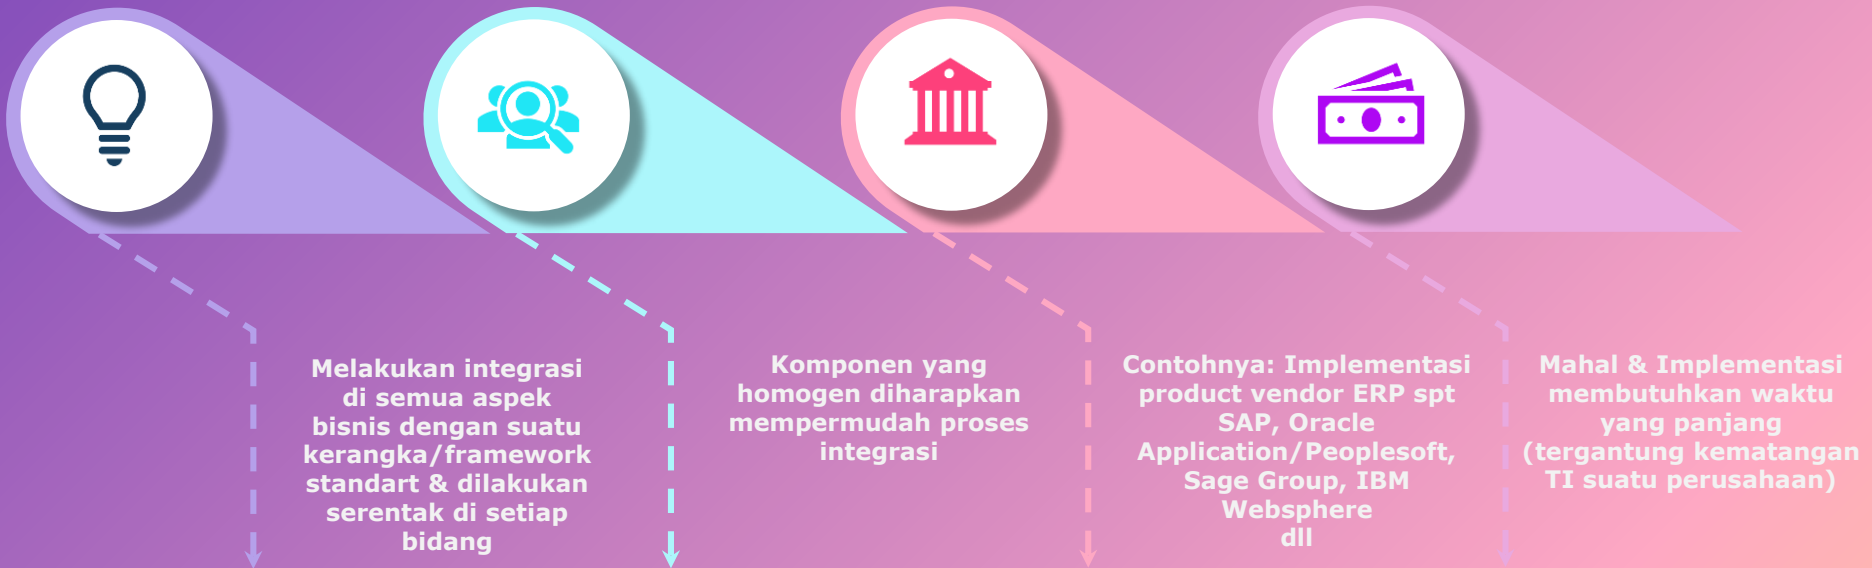 Melakukan integrasi
di semua aspek
bisnis dengan suatu
kerangka/framework
standart & dilakukan
serentak di setiap
bidang
Komponen yang
homogen diharapkan
mempermudah proses
integrasi
Contohnya: Implementasi
product vendor ERP spt
SAP, Oracle
Application/Peoplesoft,
Sage Group, IBM
Websphere
dll
Mahal & Implementasi
membutuhkan waktu
yang panjang
(tergantung kematangan
TI suatu perusahaan)